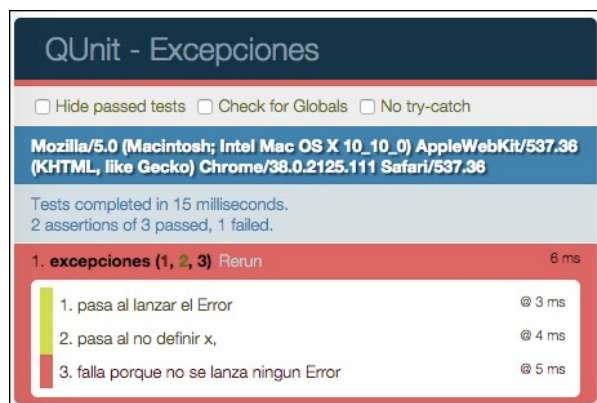 QUnit - Excepciones
Hide passed tests Check for Globals No try-catch
Mozilla/5.0 (Macintosh; Intel Mac OS X 10_10_0) AppleWebKit/537.36
(KHTML, like Gecko) Chrome/38.0.2125.111 Safari/537.36
Tests completed in 15 milliseconds.
2 assertions of 3 passed, 1 failed.
1. excepciones (1, 2, 3) Rerun 6 ms
1. pasa al lanzar el Error @ 3 ms
2. pasa al no definir x, @ 4 ms
3. falla porque no se lanza ningun Error @ 5 ms